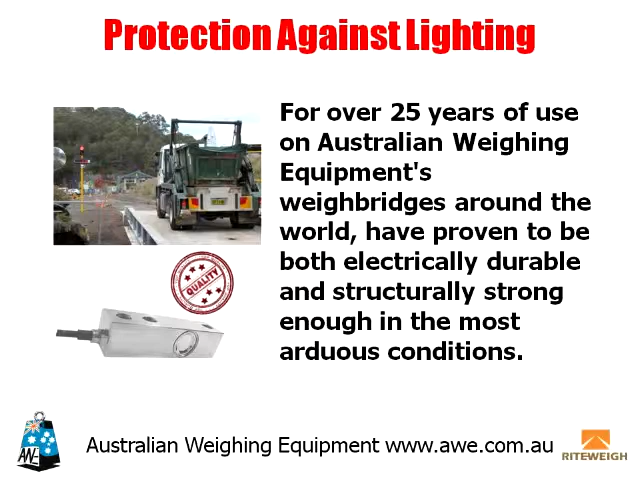 Protection Against Lighting
For over 25 years of use
on Australian Weighing
Equipment's
weighbridges around the
world, have proven to be
both electrically durable
and structurally strong
enough in the most
arduous conditions.
QUALITY
AWE
Australian Weighing Equipment www.awe.com.au
RITEWEIGH